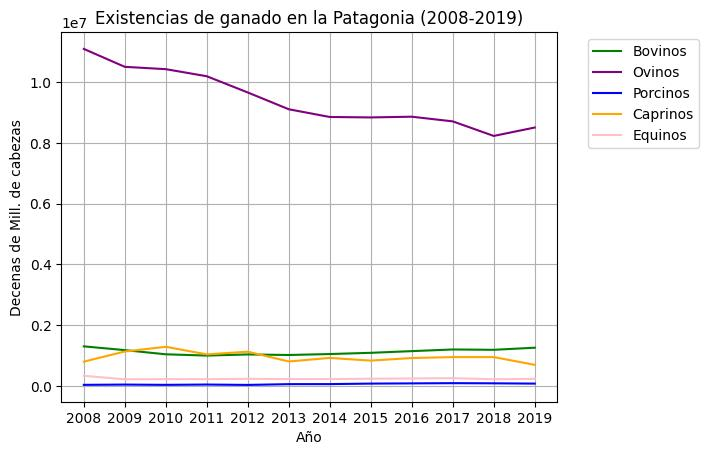 Existencias de ganado en la Patagonia (2008-2019)
1e7
Bovinos
Ovinos
Porcinos
Caprinos
Equinos
Decenas de Mill. de cabezas
1.0
0.8
0.6
0.4
0.2
0.0
2008 2009 2010 2011 2012 2013 2014 2015 2016 2017 2018 2019
Año